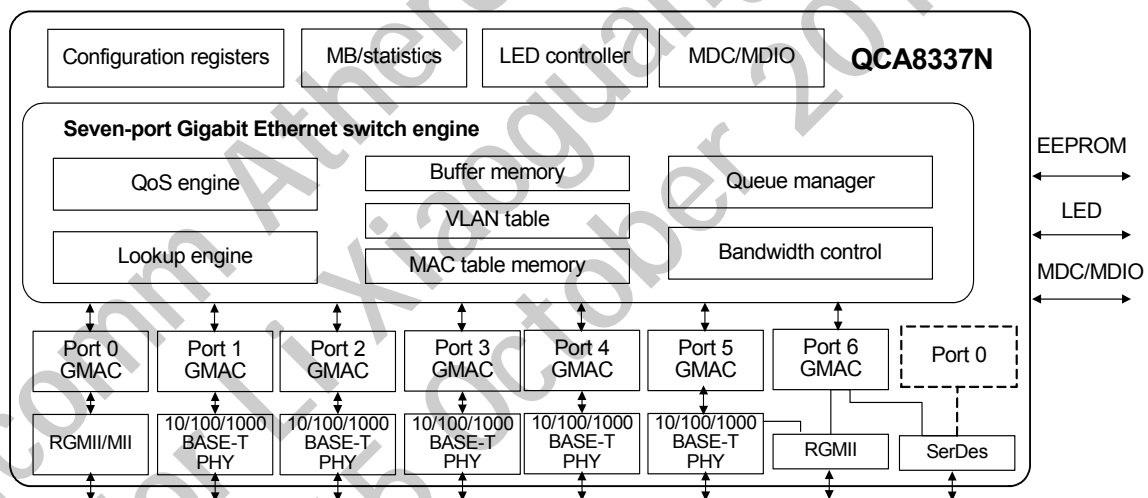 Configuration registers
MB/statistics
LED controller
MDC/MDIO
QCA8337N
Seven-port Gigabit Ethernet switch engine
QoS engine
Buffer memory
Queue manager
VLAN table
Lookup engine
MAC table memory
Bandwidth control
EEPROM
LED
MDC/MDIO
Port 0
GMAC
Port 1
GMAC
Port 2
GMAC
Port 3
GMAC
Port 4
GMAC
Port 5
GMAC
Port 6
GMAC
Port 0
RGMII/MII
10/100/1000
BASE-T
PHY
10/100/1000
BASE-T
PHY
10/100/1000
BASE-T
PHY
10/100/1000
BASE-T
PHY
10/100/1000
BASE-T
PHY
RGMII
SerDes